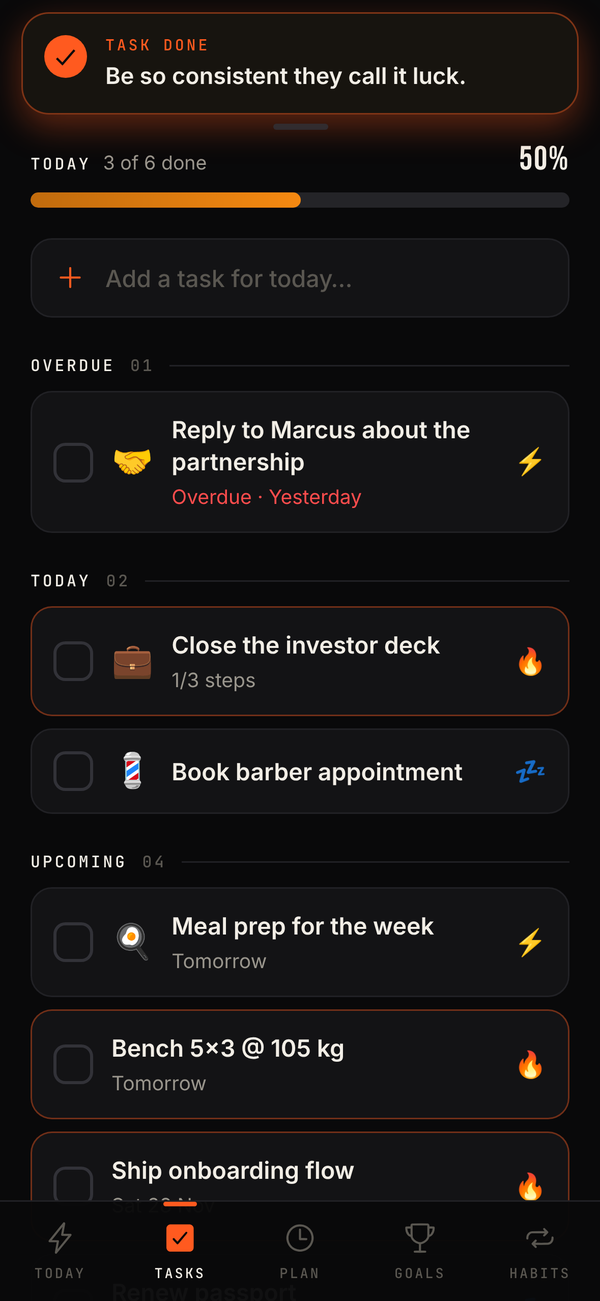 TASK DONE
Be so consistent they call it luck.
TODAY 3 of 6 done 50%
Add a task for today...
OVERDUE 01
Reply to Marcus about the
partnership
Overdue · Yesterday
TODAY 02
Close the investor deck
1/3 steps
Book barber appointment
UPCOMING 04
Meal prep for the week
Tomorrow
Bench 5×3 @ 105 kg
Tomorrow
Ship onboarding flow
TODAY TASKS PLAN GOALS HABITS
Renew passport